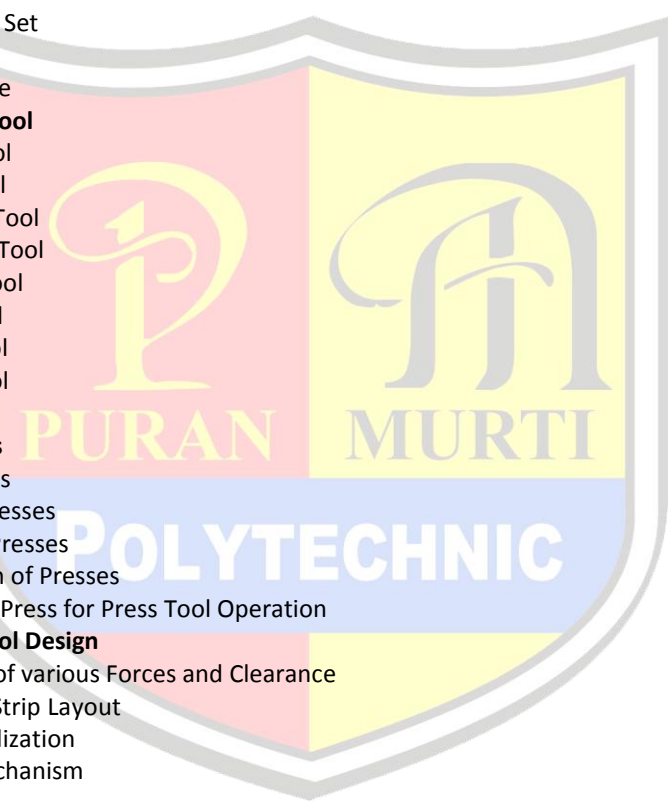 Set
e
ool
ol
l
Tool
Tool
ool
l
ol
ol
s
PURAN MURTI
s
esses
Presses
POLYTECHNIC
n of Presses
Press for Press Tool Operation
ol Design
of various Forces and Clearance
Strip Layout
lization
chanism